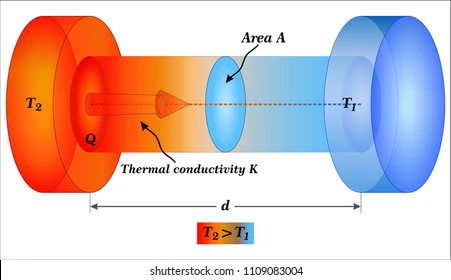 Area A
T2
T1
Q
Thermal conductivity K
d
T2 > T1
shutterstock.com · 1109083004